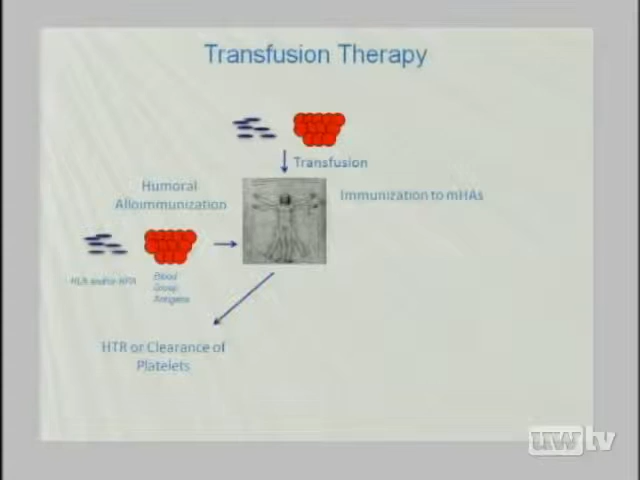 Transfusion Therapy
Transfusion
Humoral
Alloimmunization
Immunization to mHAs
HLA and/or HPA
Blood
Group
Antigens
HTR or Clearance of
Platelets
uwtv